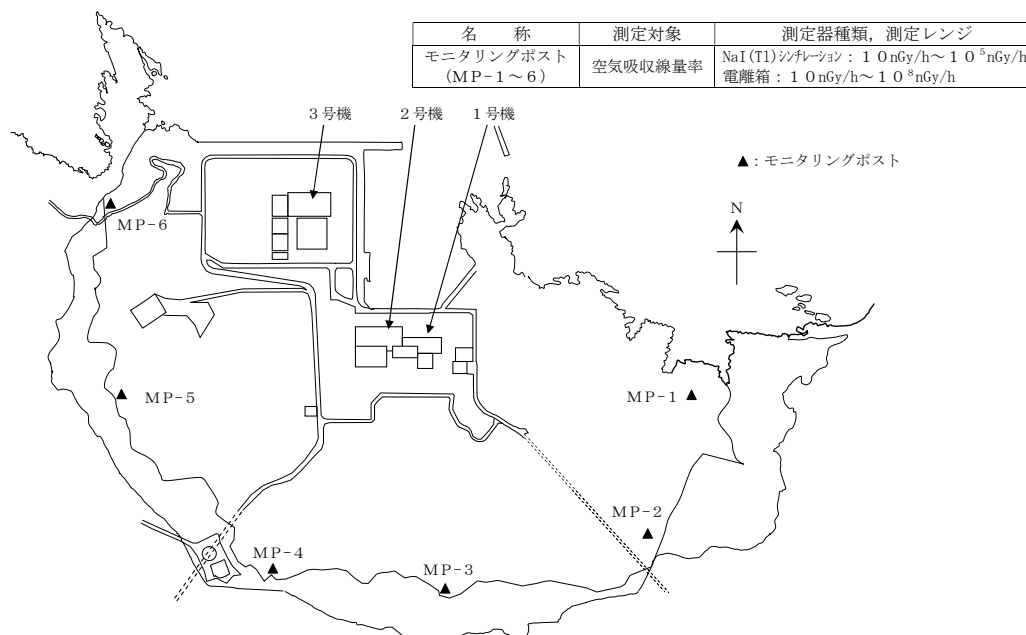 名　称　測定対象　測定器種類，測定レンジ
モニタリングポスト
（ＭＰ－１～６）
空気吸収線量率
NaI(Tl)ｼﾝﾁﾚｰｼｮﾝ：１０nGy/h～１０⁵nGy/h
電離箱：１０nGy/h～１０⁸nGy/h
３号機　２号機　１号機
▲：モニタリングポスト
Ｎ
ＭＰ－６
ＭＰ－５
ＭＰ－１
ＭＰ－２
ＭＰ－４
ＭＰ－３